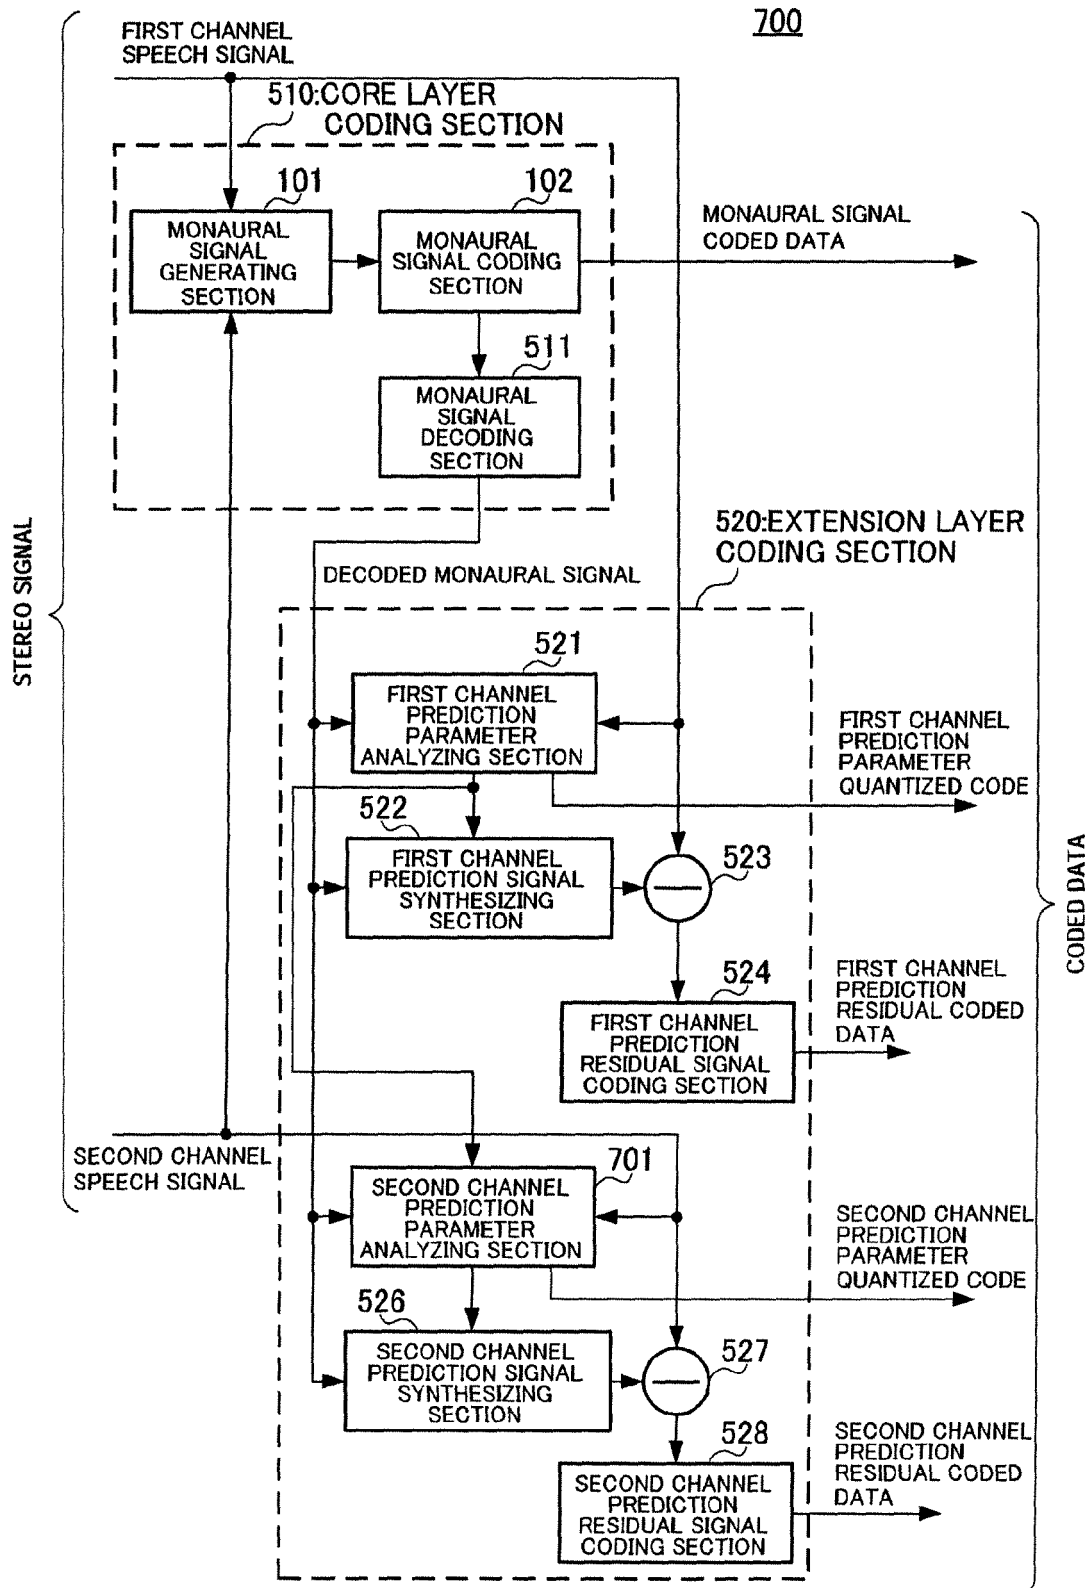 700
FIRST CHANNEL
SPEECH SIGNAL
510:CORE LAYER
CODING SECTION
101
102
MONAURAL
SIGNAL
GENERATING
SECTION
MONAURAL
SIGNAL CODING
SECTION
MONAURAL SIGNAL
CODED DATA
511
MONAURAL
SIGNAL
DECODING
SECTION
STEREO SIGNAL
520:EXTENSION LAYER
CODING SECTION
DECODED MONAURAL SIGNAL
521
FIRST CHANNEL
PREDICTION
PARAMETER
ANALYZING SECTION
FIRST CHANNEL
PREDICTION
PARAMETER
QUANTIZED CODE
522
FIRST CHANNEL
PREDICTION SIGNAL
SYNTHESIZING
SECTION
523
CODED DATA
524
FIRST CHANNEL
PREDICTION
RESIDUAL SIGNAL
CODING SECTION
FIRST CHANNEL
PREDICTION
RESIDUAL CODED
DATA
SECOND CHANNEL
SPEECH SIGNAL
701
SECOND CHANNEL
PREDICTION
PARAMETER
ANALYZING SECTION
SECOND CHANNEL
PREDICTION
PARAMETER
QUANTIZED CODE
526
SECOND CHANNEL
PREDICTION SIGNAL
SYNTHESIZING
SECTION
527
528
SECOND CHANNEL
PREDICTION
RESIDUAL SIGNAL
CODING SECTION
SECOND CHANNEL
PREDICTION
RESIDUAL CODED
DATA